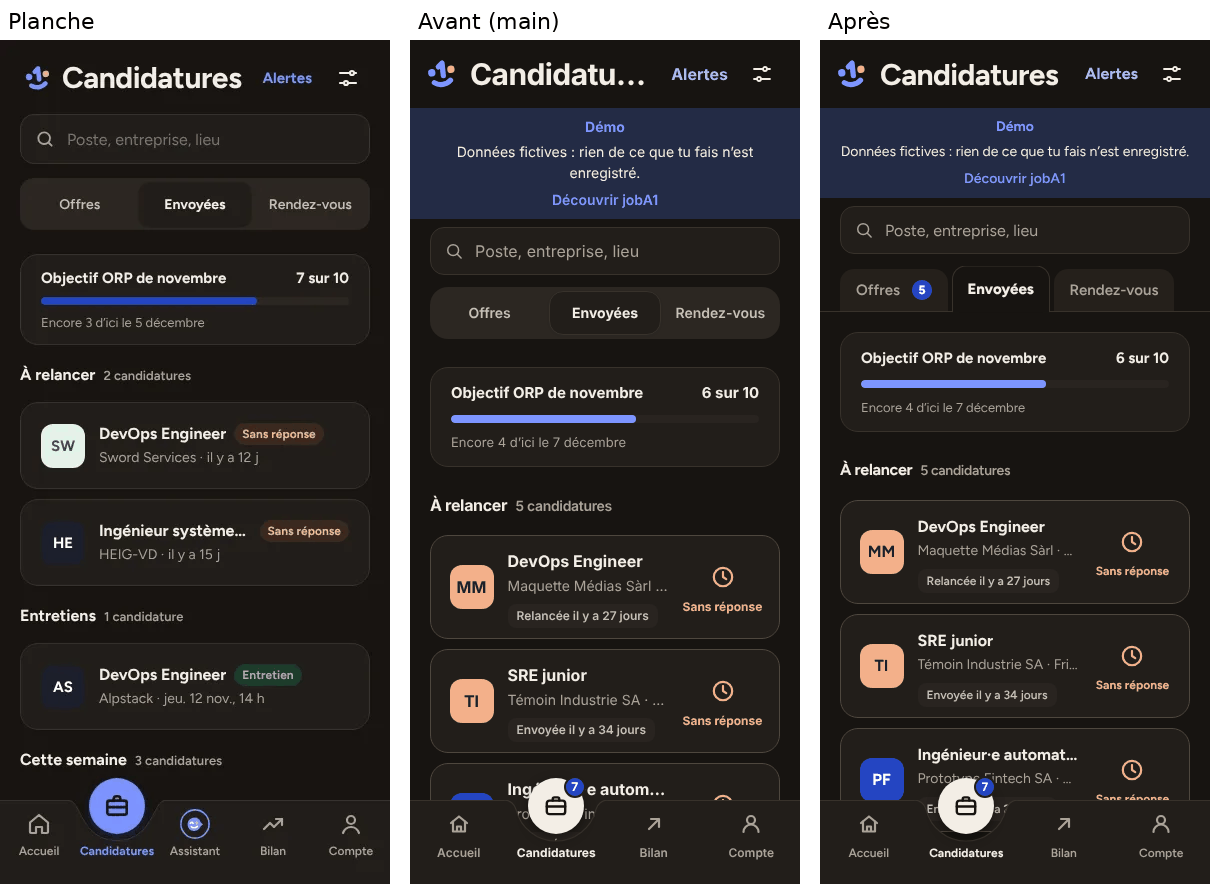 Planche
Candidatures
Alertes
Poste, entreprise, lieu
Offres
Envoyées
Rendez-vous
Objectif ORP de novembre
7 sur 10
Encore 3 d'ici le 5 décembre
À relancer
2 candidatures
SW
DevOps Engineer
Sans réponse
Sword Services · il y a 12 j
HE
Ingénieur système...
Sans réponse
HEIG-VD · il y a 15 j
Entretiens
1 candidature
AS
DevOps Engineer
Entretien
Alpstack · jeu. 12 nov., 14 h
Cette semaine
3 candidatures
Accueil
Candidatures
Assistant
Bilan
Compte
Avant (main)
Candidatu...
Alertes
Démo
Données fictives : rien de ce que tu fais n'est
enregistré.
Découvrir jobA1
Poste, entreprise, lieu
Offres
Envoyées
Rendez-vous
Objectif ORP de novembre
6 sur 10
Encore 4 d'ici le 7 décembre
À relancer
5 candidatures
MM
DevOps Engineer
Maquette Médias Sàrl ...
Relancée il y a 27 jours
Sans réponse
TI
SRE junior
Témoin Industrie SA · ...
Envoyée il y a 34 jours
Sans réponse
e autom...
7
Accueil
Candidatures
Bilan
Compte
Après
Candidatures
Alertes
Démo
Données fictives : rien de ce que tu fais n'est enregistré.
Découvrir jobA1
Poste, entreprise, lieu
Offres
5
Envoyées
Rendez-vous
Objectif ORP de novembre
6 sur 10
Encore 4 d'ici le 7 décembre
À relancer
5 candidatures
MM
DevOps Engineer
Maquette Médias Sàrl · ...
Relancée il y a 27 jours
Sans réponse
TI
SRE junior
Témoin Industrie SA · Fri...
Envoyée il y a 34 jours
Sans réponse
PF
Ingénieur·e automat...
Prototype Fintech SA · ...
Sans réponse
7
Accueil
Candidatures
Bilan
Compte